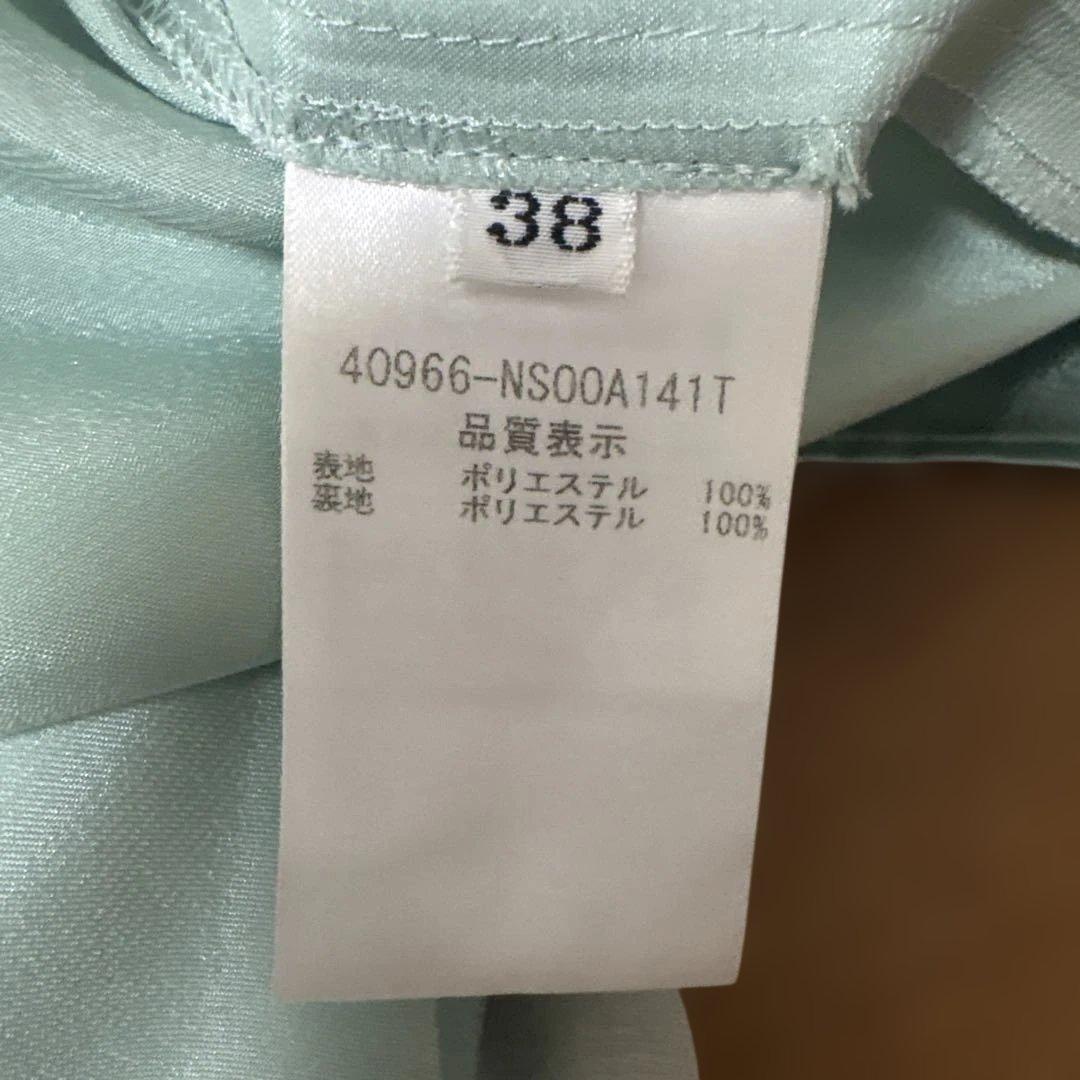 38
40966-NS00A141T
品質表示
表地 ポリエステル 100%
裏地 ポリエステル 100%